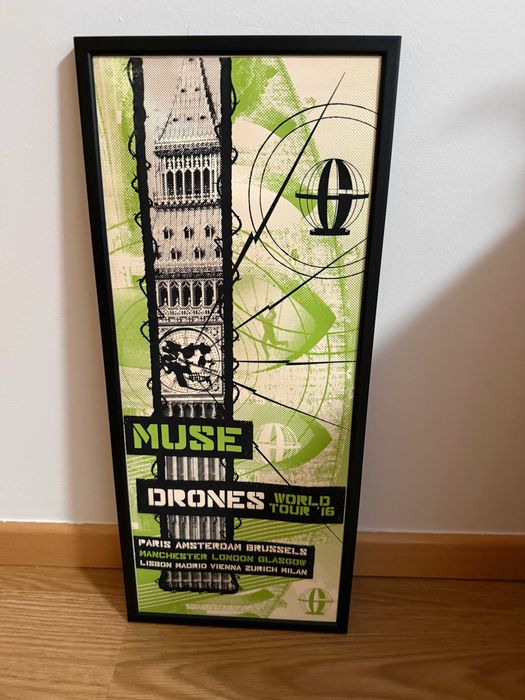 MUSE
DRONES WORLD TOUR '16
PARIS AMSTERDAM BRUSSELS
MANCHESTER LONDON GLASGOW
LISBON MADRID VIENNA ZURICH MILAN